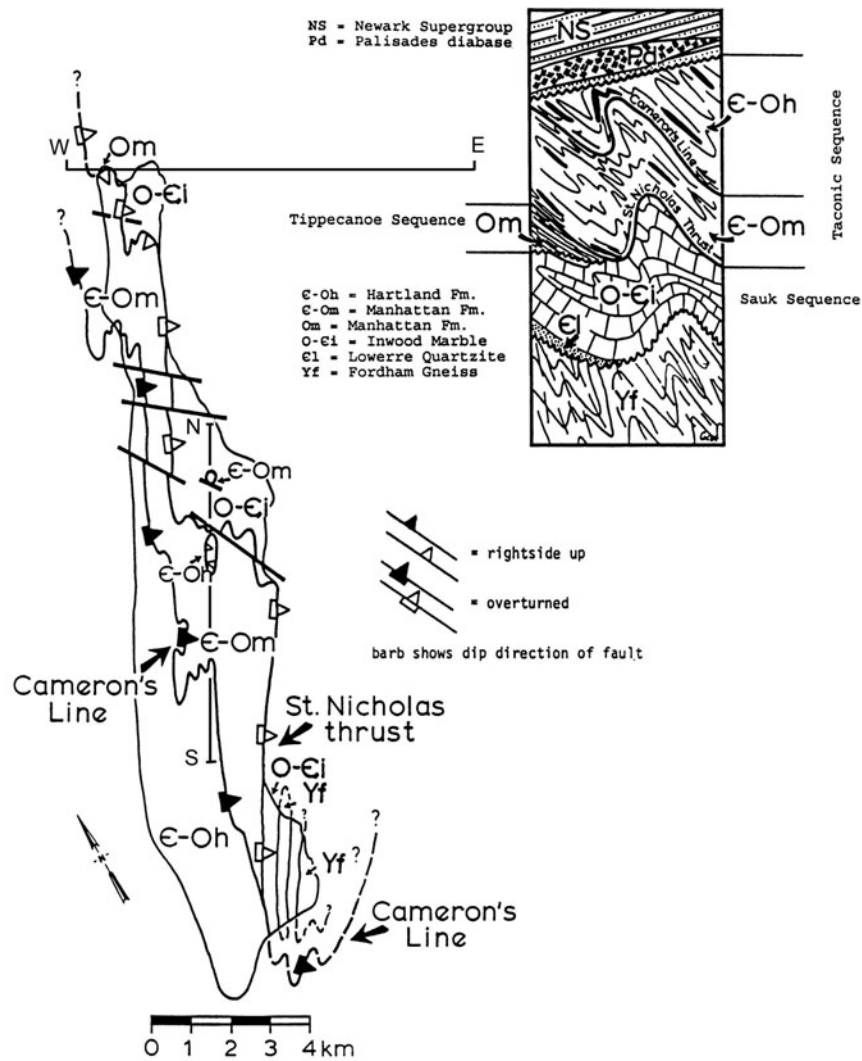 NS = Newark Supergroup
Pd = Palisades diabase
NS
Pd
Cameron's Line
Є-Oh
St. Nicholas Thrust
Є-Om
Taconic Sequence
Tippecanoe Sequence
Om
O-Єi
Sauk Sequence
Єl
Yf
Є-Oh = Hartland Fm.
Є-Om = Manhattan Fm.
Om = Manhattan Fm.
O-Єi = Inwood Marble
Єl = Lowerre Quartzite
Yf = Fordham Gneiss
?
W
Om
E
O-Єi
?
Є-Om
N
Є-Om
O-Єi
Є-Oh
Є-Om
Cameron's
Line
St. Nicholas
thrust
S
O-Єi
Yf
?
?
Є-Oh
Yf
?
?
Cameron's
Line
= rightside up
= overturned
barb shows dip direction of fault
0 1 2 3 4 km